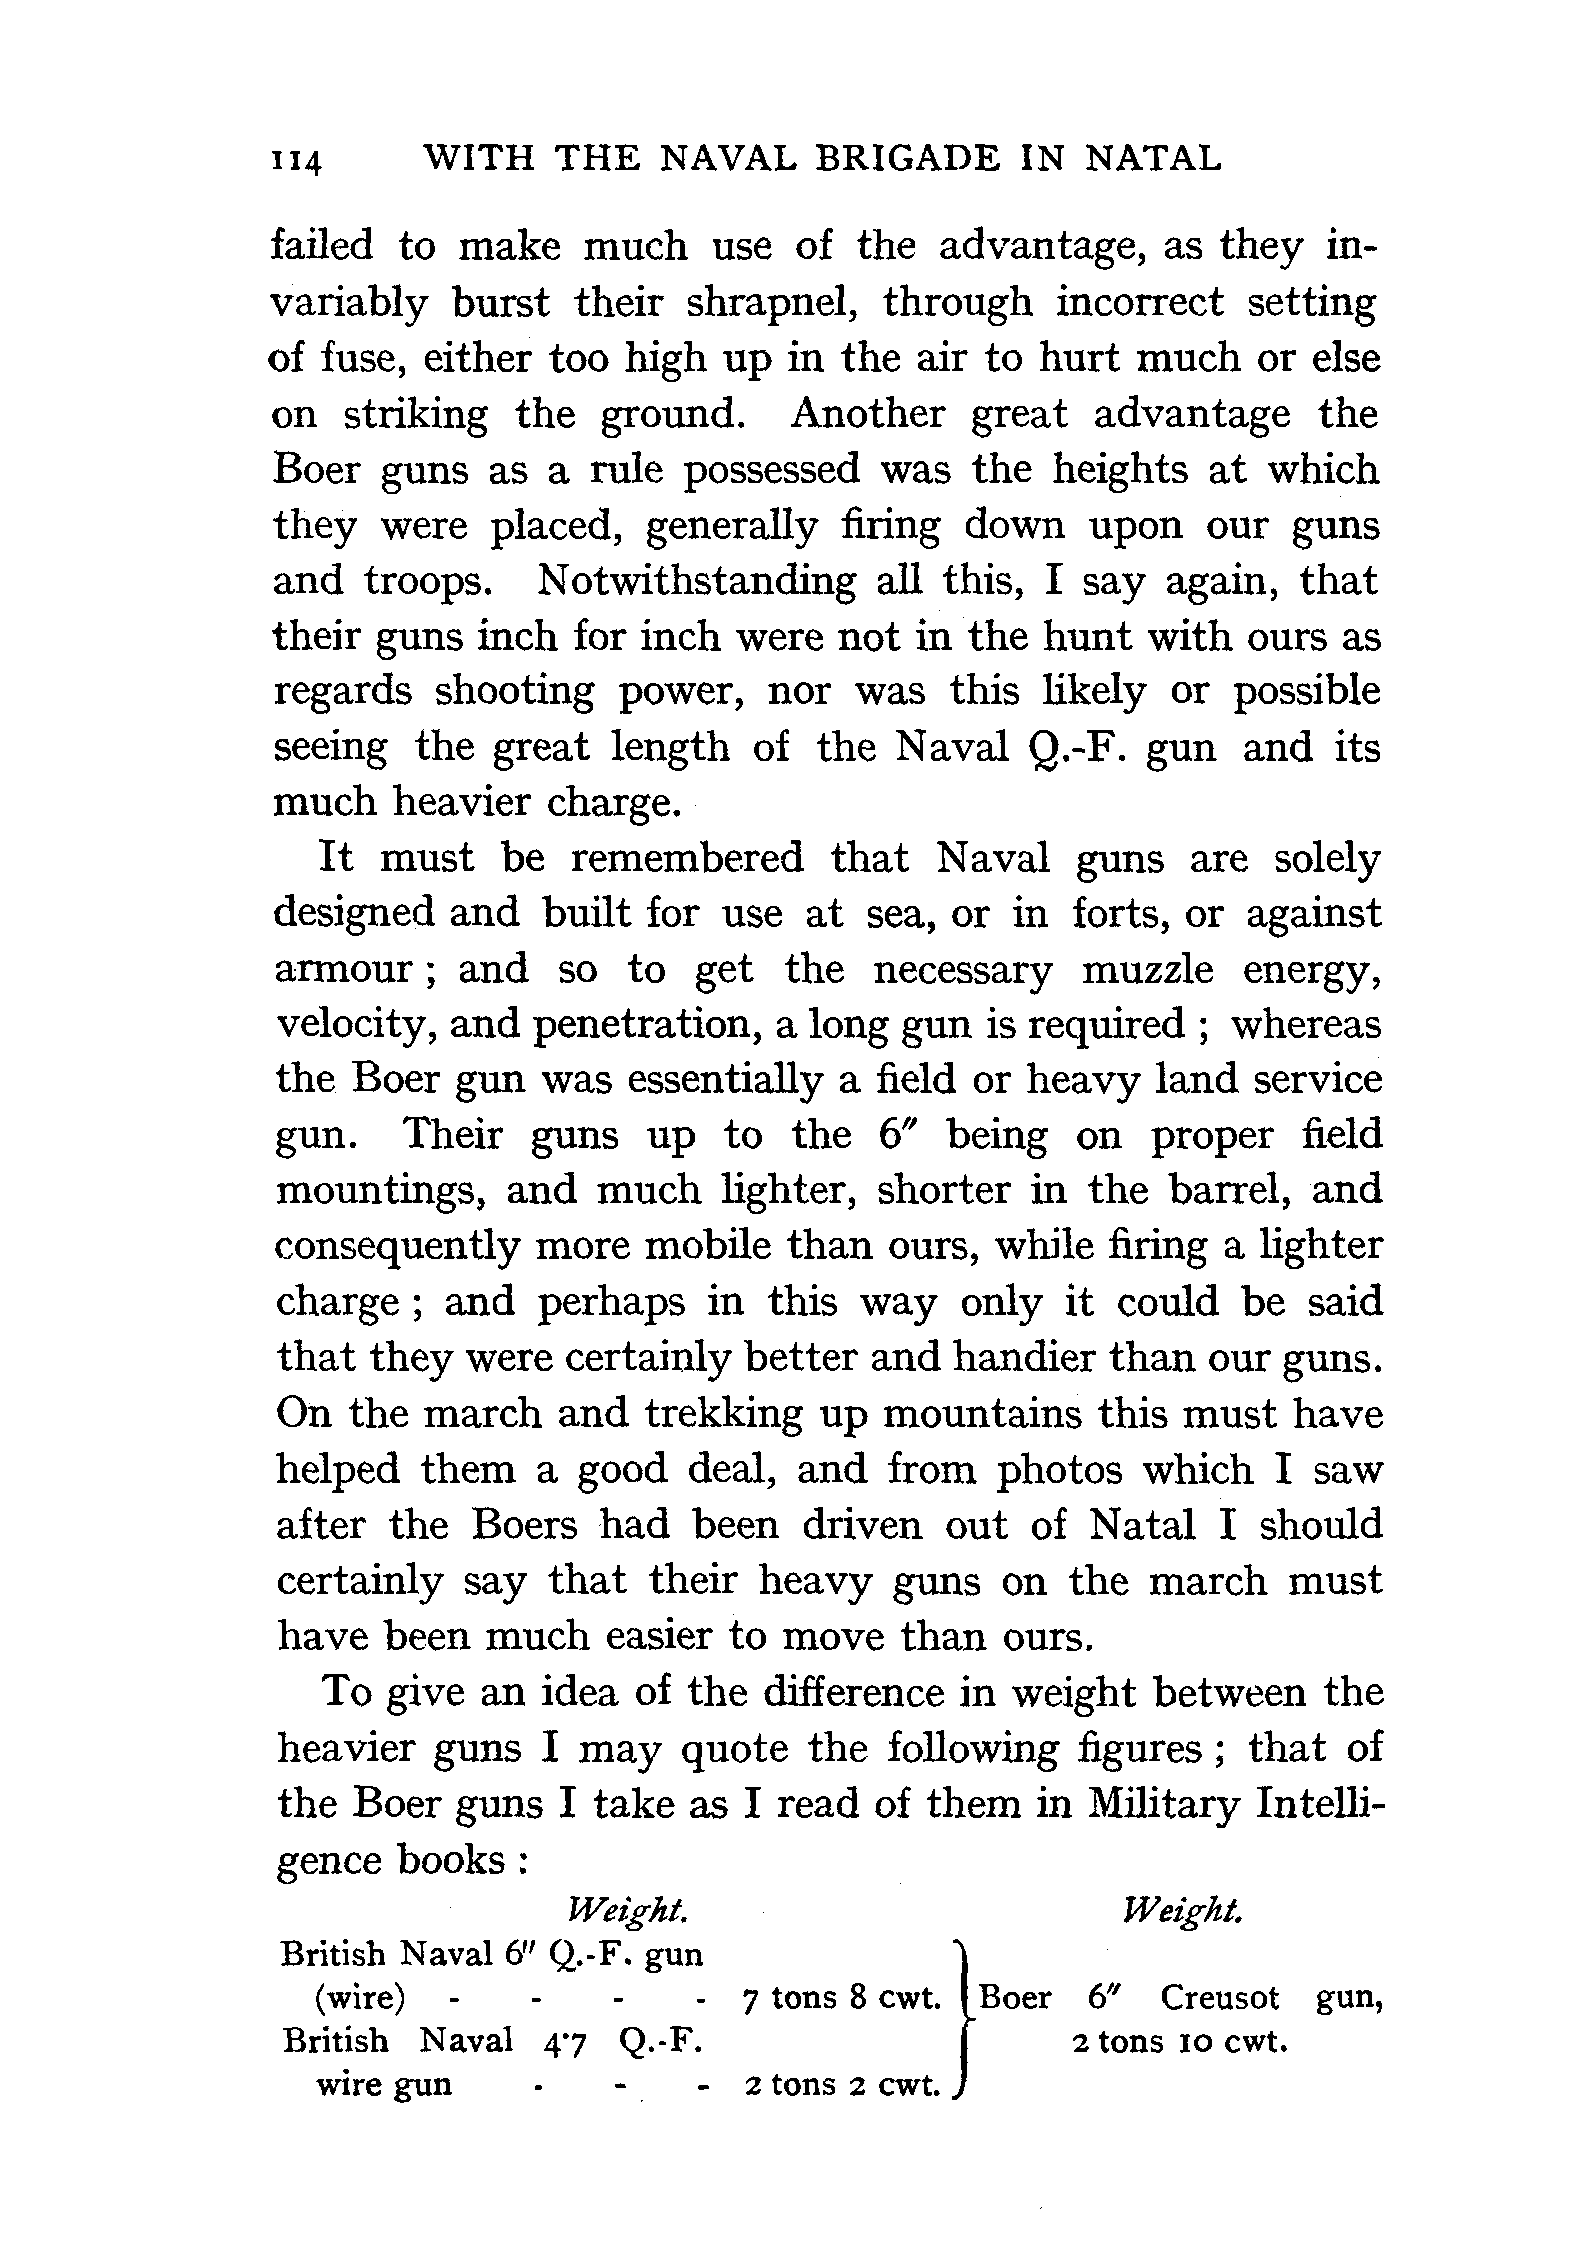 114 WITH THE NAVAL BRIGADE IN NATAL
failed to make much use of the advantage, as they in-
variably burst their shrapnel, through incorrect setting
of fuse, either too high up in the air to hurt much or else
on striking the ground. Another great advantage the
Boer guns as a rule possessed was the heights at which
they were placed, generally firing down upon our guns
and troops. Notwithstanding all this, I say again, that
their guns inch for inch were not in the hunt with ours as
regards shooting power, nor was this likely or possible
seeing the great length of the Naval Q.-F. gun and its
much heavier charge.
It must be remembered that Naval guns are solely
designed and built for use at sea, or in forts, or against
armour ; and so to get the necessary muzzle energy,
velocity, and penetration, a long gun is required ; whereas
the Boer gun was essentially a field or heavy land service
gun. Their guns up to the 6″ being on proper field
mountings, and much lighter, shorter in the barrel, and
consequently more mobile than ours, while firing a lighter
charge ; and perhaps in this way only it could be said
that they were certainly better and handier than our guns.
On the march and trekking up mountains this must have
helped them a good deal, and from photos which I saw
after the Boers had been driven out of Natal I should
certainly say that their heavy guns on the march must
have been much easier to move than ours.
To give an idea of the difference in weight between the
heavier guns I may quote the following figures ; that of
the Boer guns I take as I read of them in Military Intelli-
gence books :
Weight. Weight.
British Naval 6″ Q.-F. gun
(wire) - - - - 7 tons 8 cwt. } Boer 6″ Creusot gun,
British Naval 4·7 Q.-F. 2 tons 10 cwt.
wire gun - - - 2 tons 2 cwt.